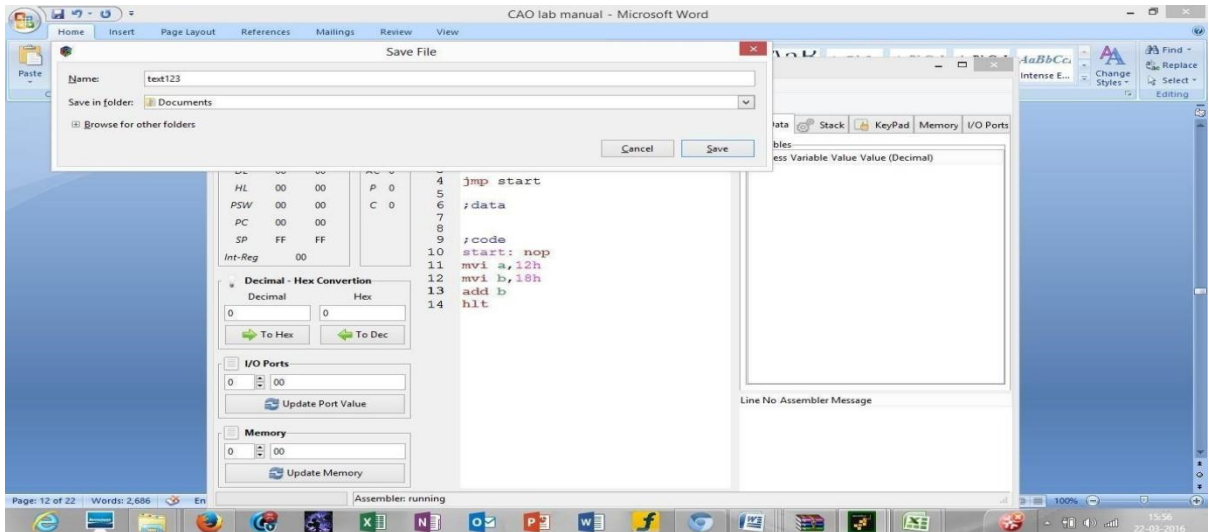 CAO lab manual - Microsoft Word
Home Insert Page Layout References Mailings Review View
Paste
Save File
Name: text123
Save in folder: Documents
Browse for other folders
Cancel Save
AaBbCc
Intense E...
Change Styles
Find
Replace
Select
Editing
Stack KeyPad Memory I/O Ports
Variable Value Value (Decimal)
HL 00 00
PSW 00 00
PC 00 00
SP FF FF
Int-Reg 00
P 0
C 0
4 jmp start
5
6 ;data
7
8
9 ;code
10 start: nop
11 mvi a,12h
12 mvi b,18h
13 add b
14 hlt
Decimal - Hex Convertion
Decimal Hex
0 0
To Hex To Dec
I/O Ports
0 00
Update Port Value
Memory
0 00
Update Memory
Line No Assembler Message
Assembler: running
Page: 12 of 22 Words: 2,686 En
100%
15:56
22-03-2016